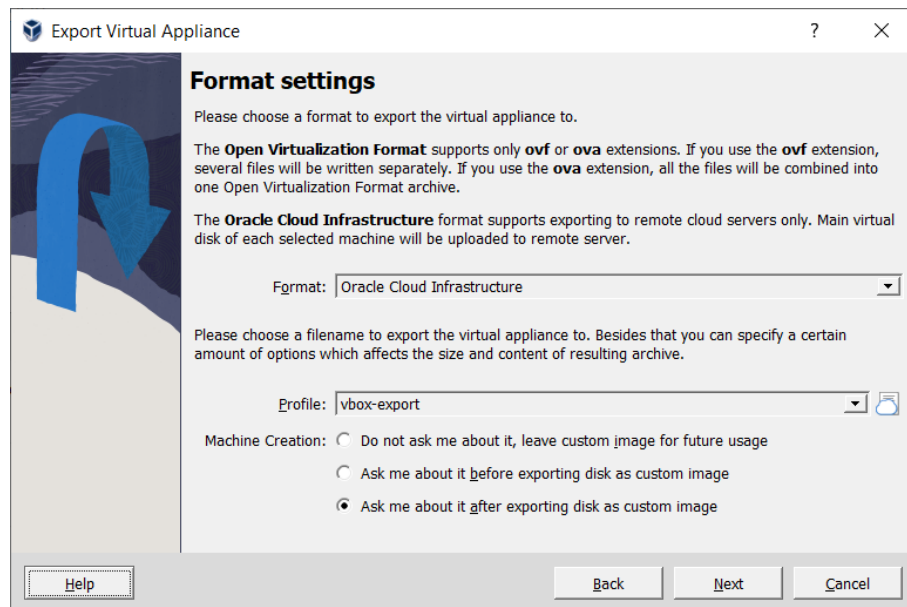 Export Virtual Appliance
?
Format settings
Please choose a format to export the virtual appliance to.
The Open Virtualization Format supports only ovf or ova extensions. If you use the ovf extension,
several files will be written separately. If you use the ova extension, all the files will be combined into
one Open Virtualization Format archive.
The Oracle Cloud Infrastructure format supports exporting to remote cloud servers only. Main virtual
disk of each selected machine will be uploaded to remote server.
Format: Oracle Cloud Infrastructure
Please choose a filename to export the virtual appliance to. Besides that you can specify a certain
amount of options which affects the size and content of resulting archive.
Profile: vbox-export
Machine Creation: Do not ask me about it, leave custom image for future usage
Ask me about it before exporting disk as custom image
Ask me about it after exporting disk as custom image
Help Back Next Cancel